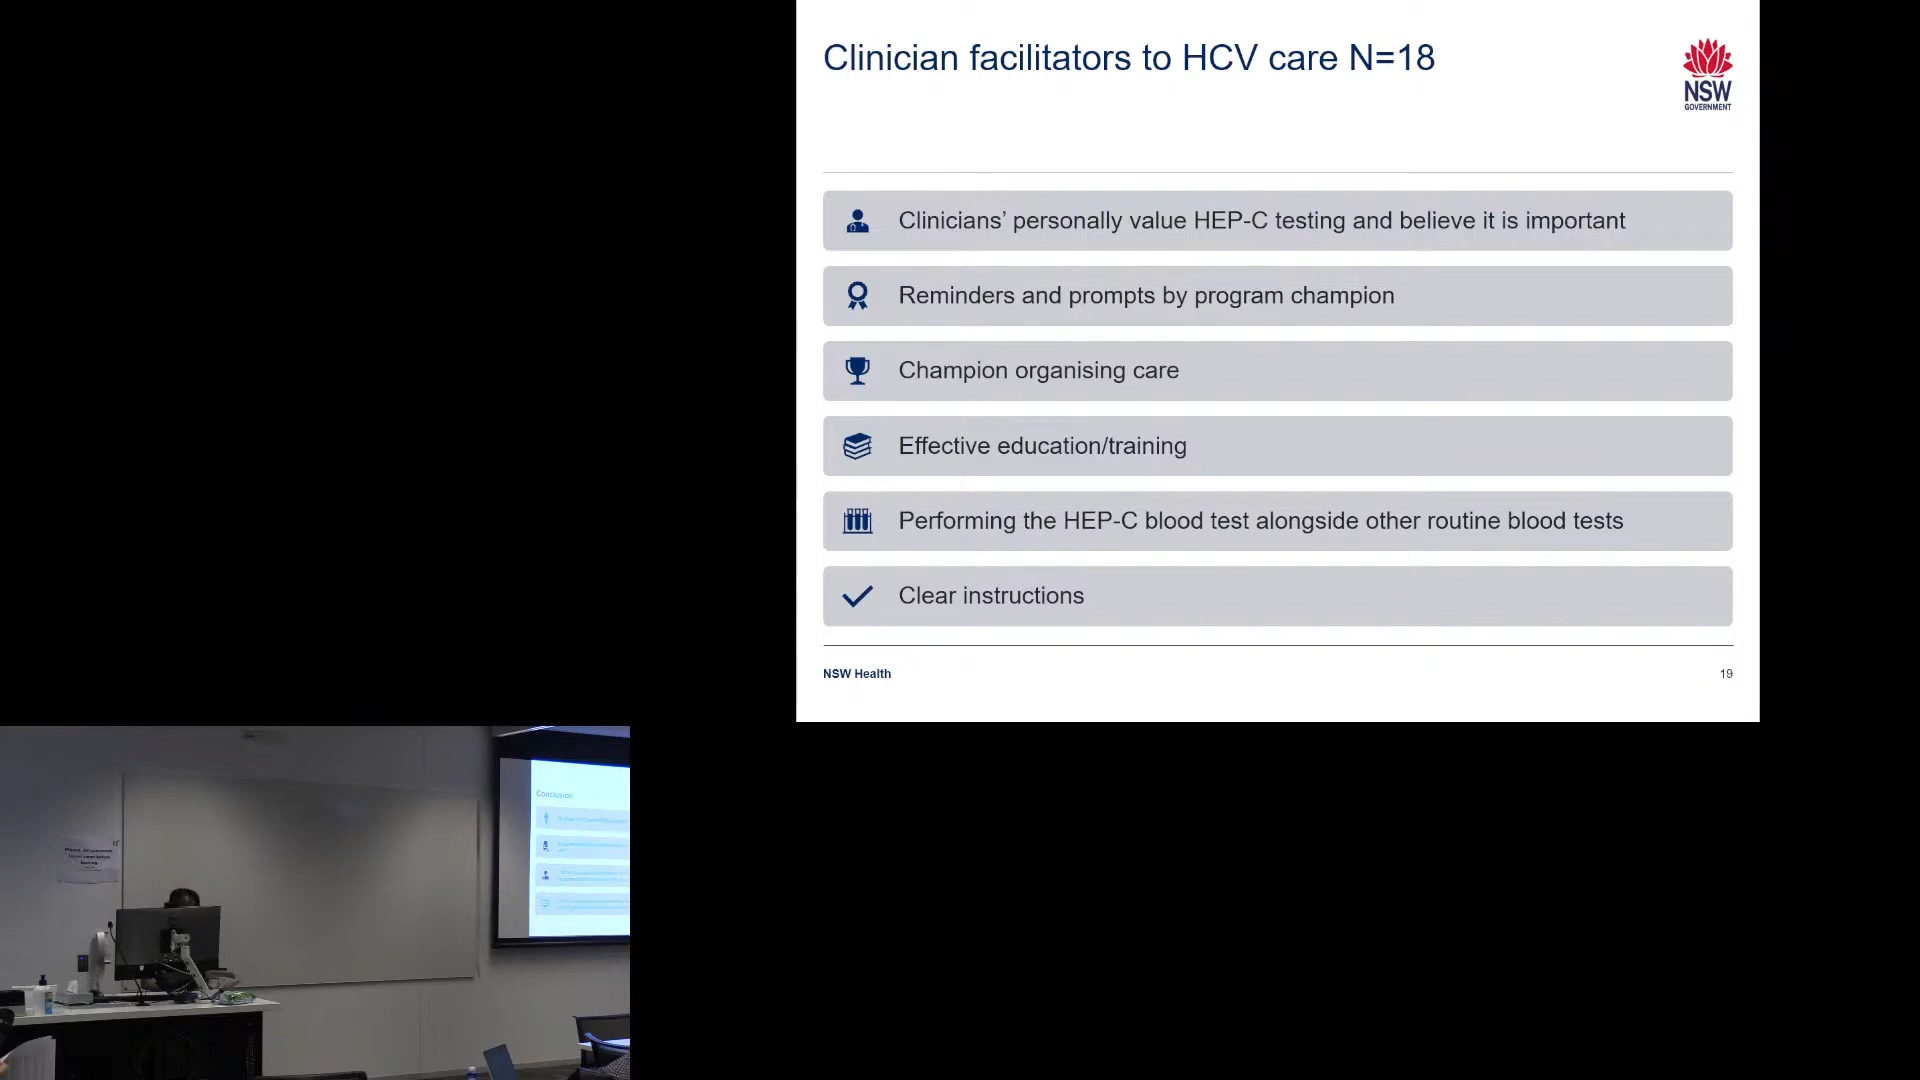 Clinician facilitators to HCV care N=18
NSW
GOVERNMENT
Clinicians’ personally value HEP-C testing and believe it is important
Reminders and prompts by program champion
Champion organising care
Effective education/training
Performing the HEP-C blood test alongside other routine blood tests
Clear instructions
NSW Health
19
Conclusion